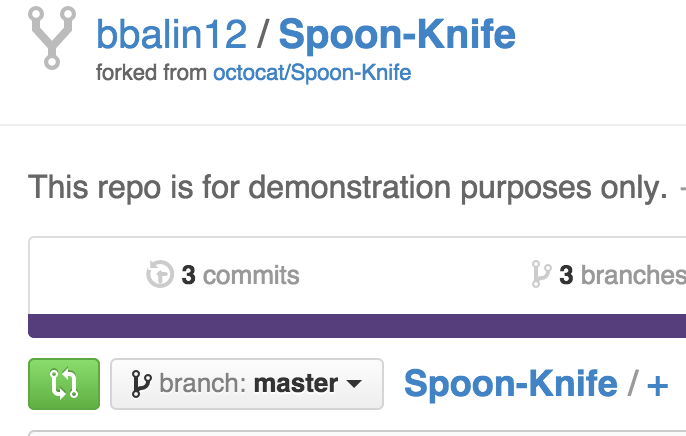 bbalin12 / Spoon-Knife
forked from octocat/Spoon-Knife
This repo is for demonstration purposes only. -
3 commits
3 branches
branch: master
Spoon-Knife / +